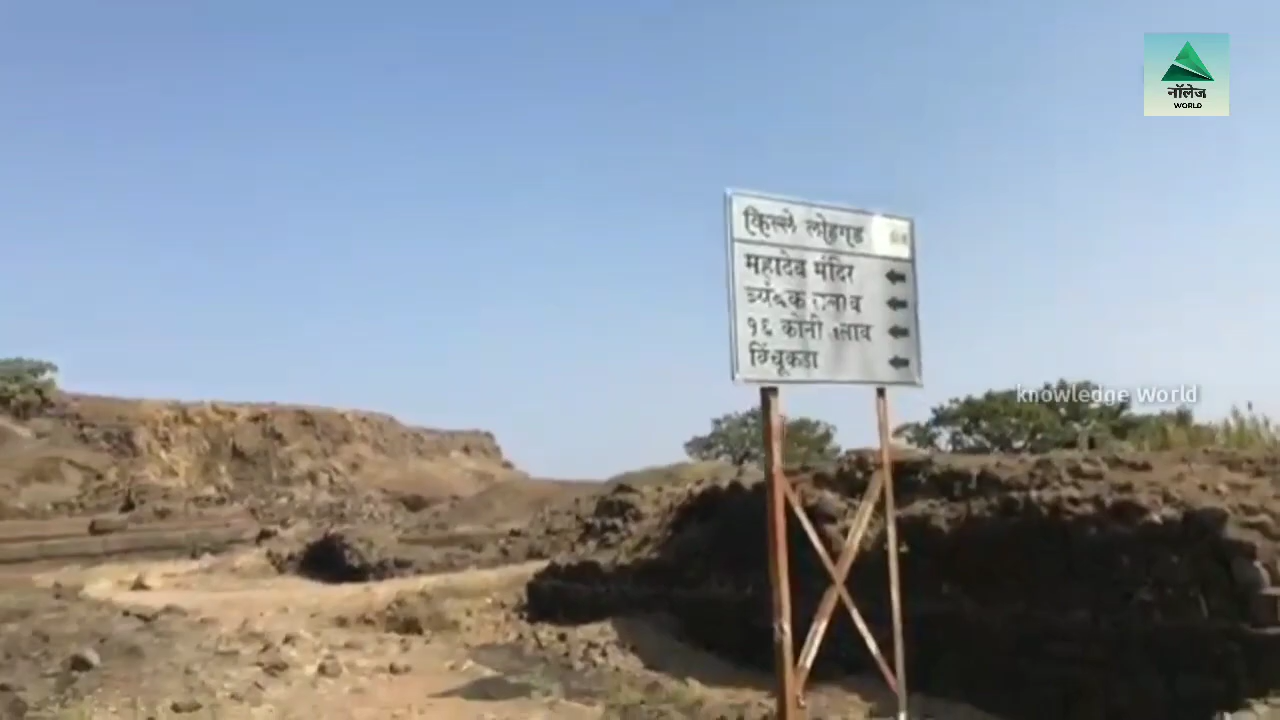 नॉलेज
WORLD
किल्ले लोहगड
महादेव मंदिर
त्र्यंबक तलाव
१६ कोनी तलाव
विंचूकडा
knowledge World